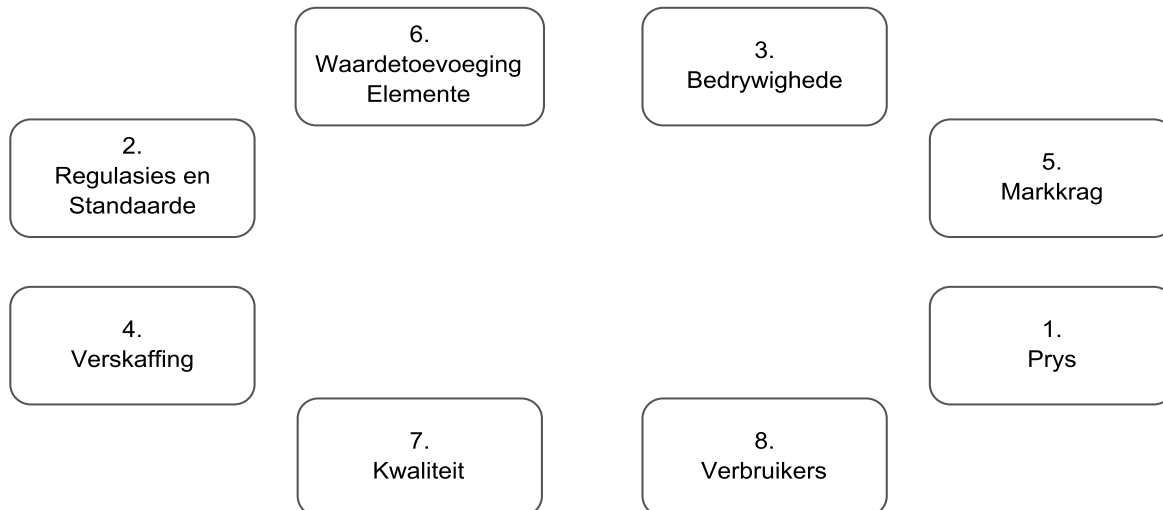 6.
Waardetoevoeging
Elemente
3.
Bedrywighede
2.
Regulasies en
Standaarde
5.
Markkrag
4.
Verskaffing
1.
Prys
7.
Kwaliteit
8.
Verbruikers